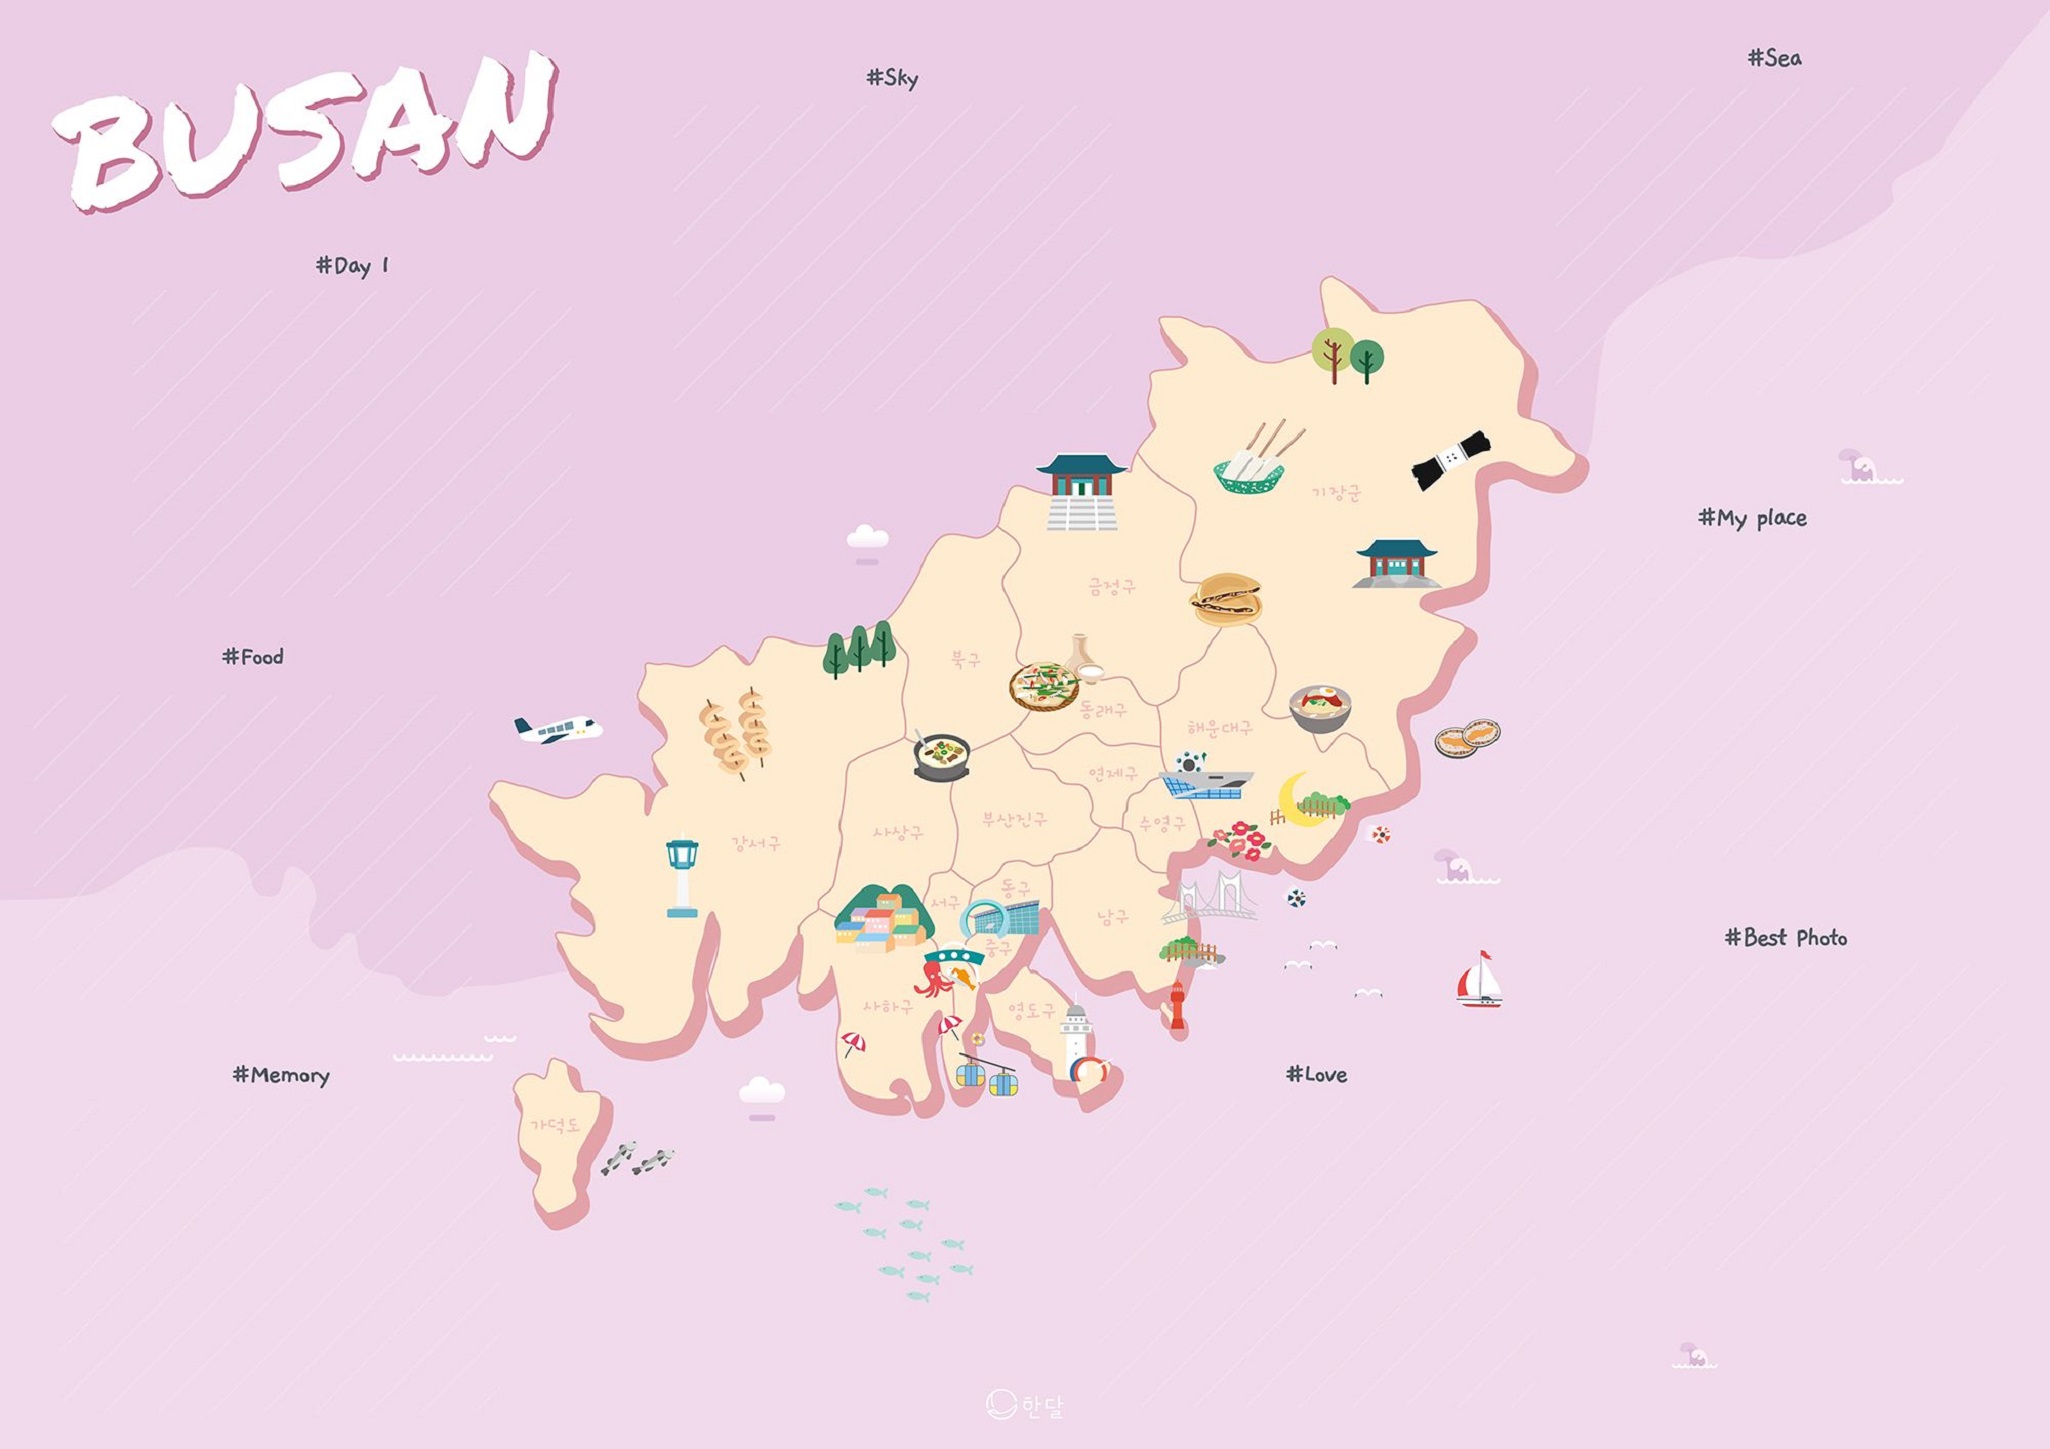 BUSAN
#Sky
#Sea
#Day 1
기장군
#My place
금정구
#Food
북구
동래구
해운대구
연제구
부산진구
수영구
사상구
강서구
동구
서구
남구
#Best Photo
중구
사하구
영도구
#Memory
#Love
가덕도
한달